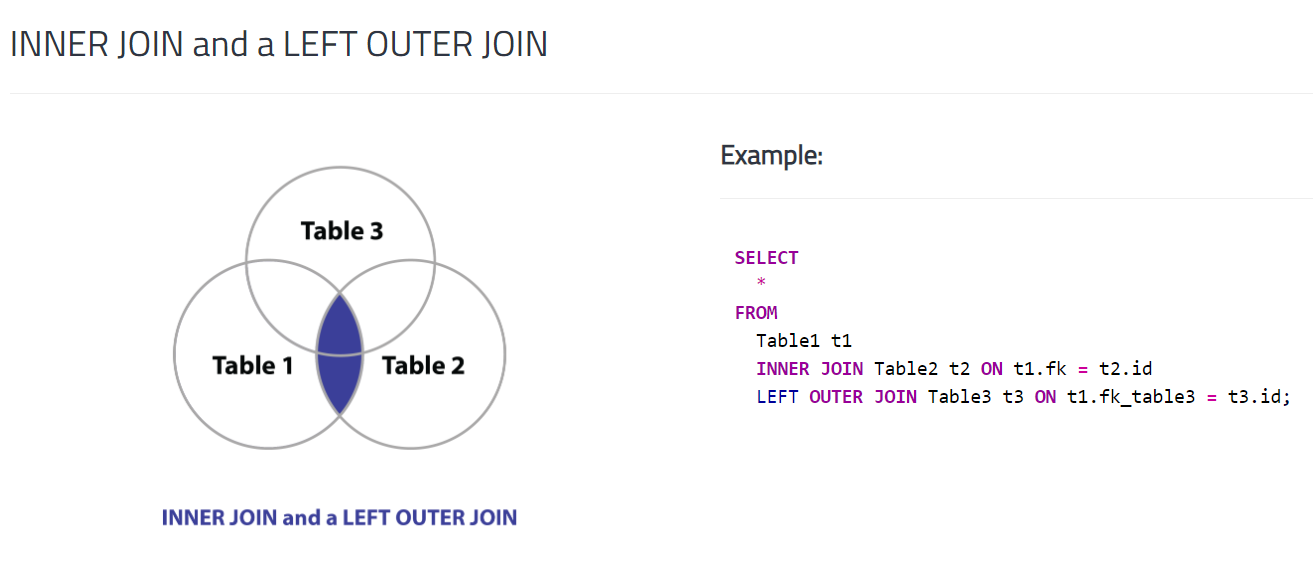 INNER JOIN and a LEFT OUTER JOIN
Table 3
Table 1
Table 2
INNER JOIN and a LEFT OUTER JOIN
Example:
SELECT
*
FROM
Table1 t1
INNER JOIN Table2 t2 ON t1.fk = t2.id
LEFT OUTER JOIN Table3 t3 ON t1.fk_table3 = t3.id;